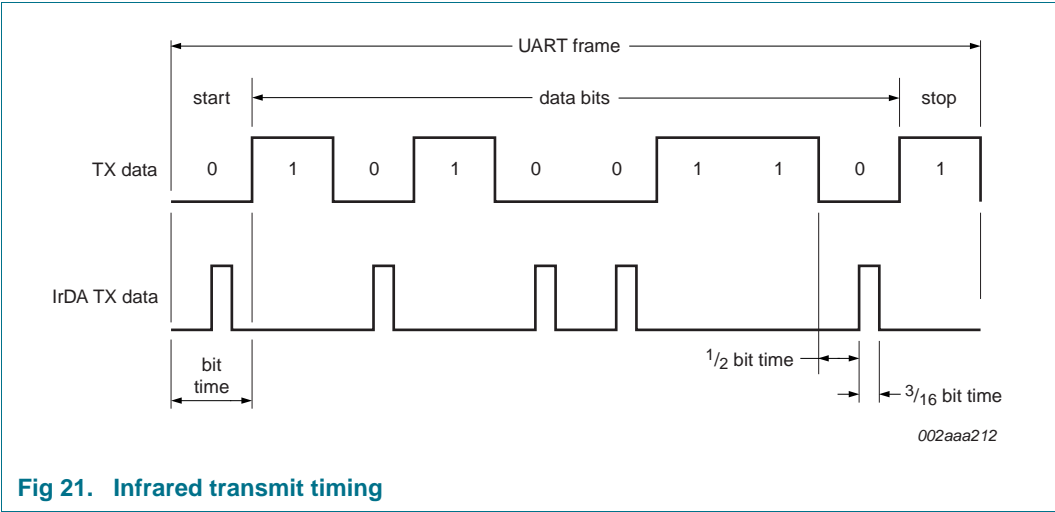 UART frame
start data bits stop
TX data 0 1 0 1 0 0 1 1 0 1
IrDA TX data
1/2 bit time
bit
time
3/16 bit time
002aaa212
Fig 21. Infrared transmit timing